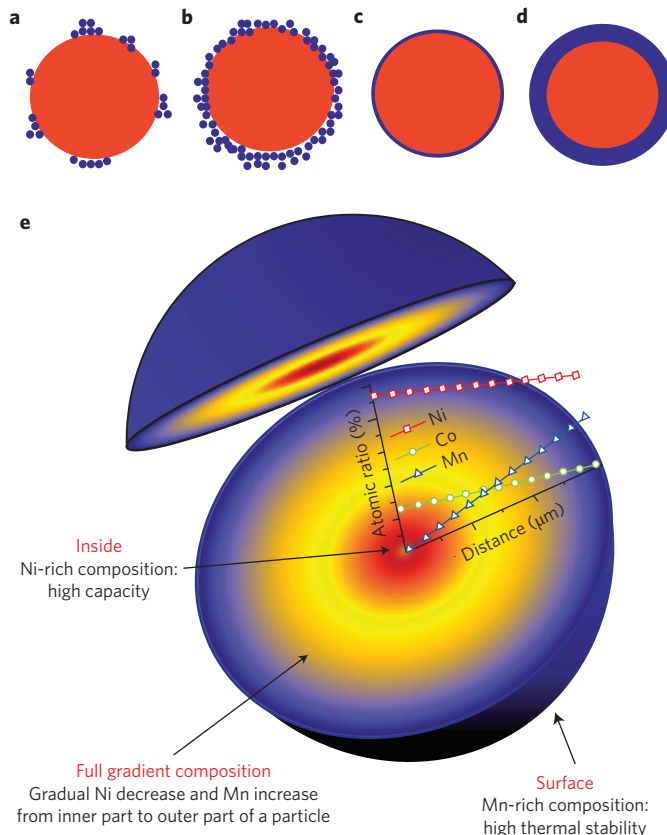 a
b
c
d
e
Atomic ratio (%)
Ni
Co
Mn
Distance (μm)
Inside
Ni-rich composition:
high capacity
Full gradient composition
Gradual Ni decrease and Mn increase
from inner part to outer part of a particle
Surface
Mn-rich composition:
high thermal stability